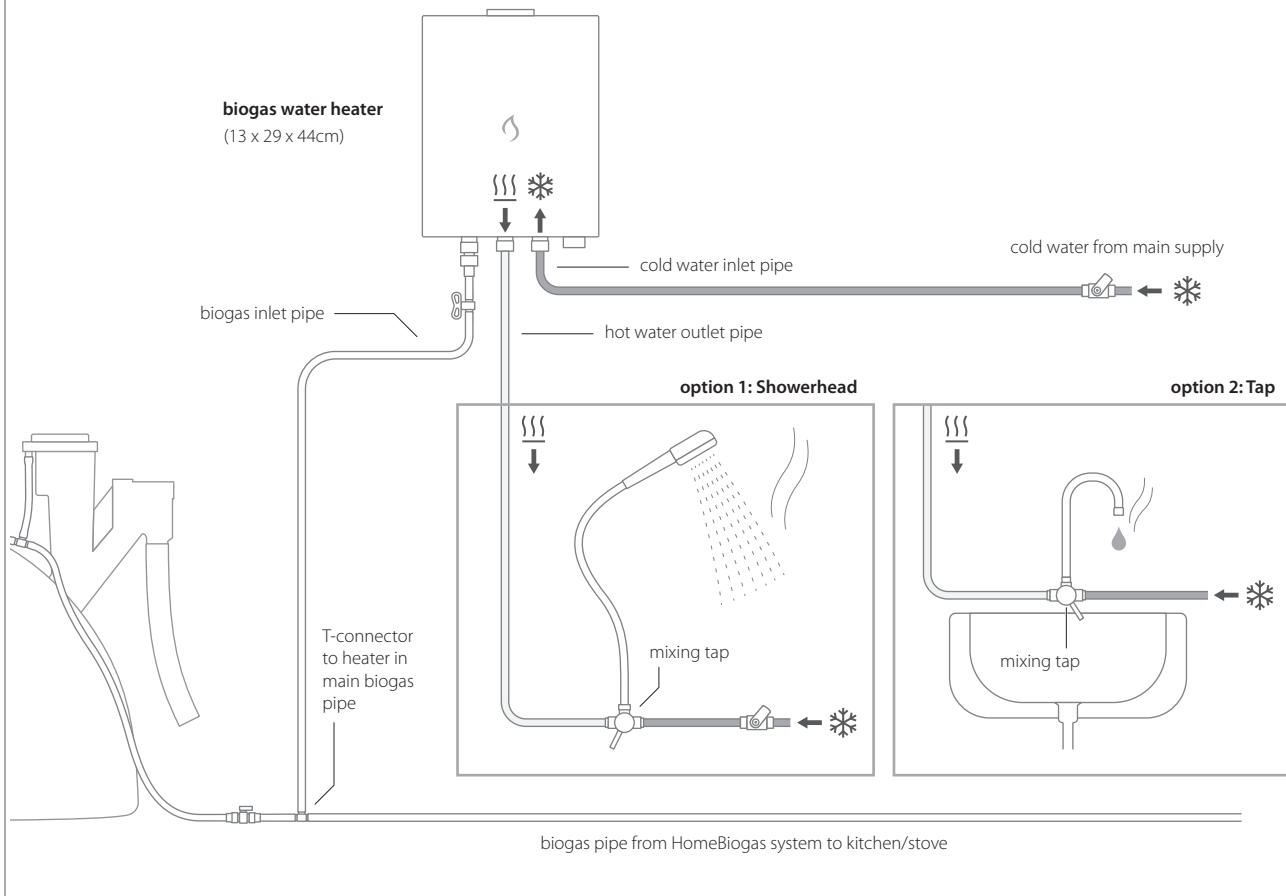 biogas water heater
(13 x 29 x 44cm)
cold water from main supply
cold water inlet pipe
biogas inlet pipe
hot water outlet pipe
option 1: Showerhead
option 2: Tap
T-connector
to heater in
main biogas
pipe
mixing tap
mixing tap
biogas pipe from HomeBiogas system to kitchen/stove